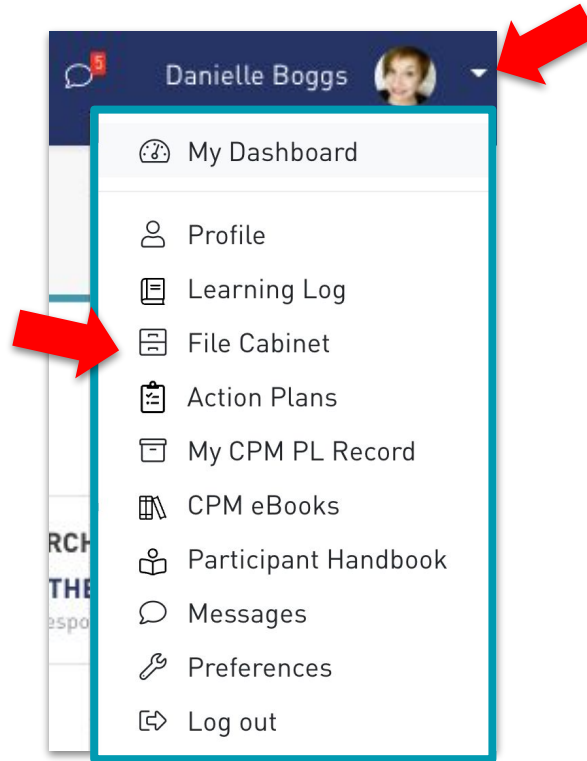 5
Danielle Boggs
My Dashboard
Profile
Learning Log
File Cabinet
Action Plans
My CPM PL Record
CPM eBooks
RCH
Participant Handbook
THE
espo
Messages
Preferences
Log out